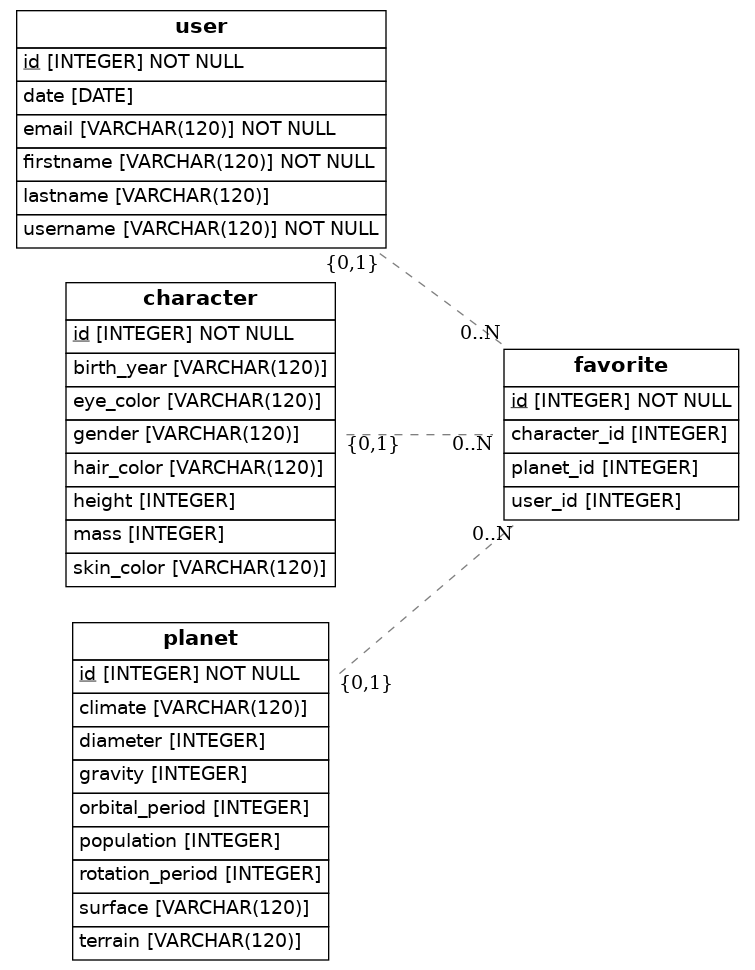 user
id [INTEGER] NOT NULL
date [DATE]
email [VARCHAR(120)] NOT NULL
firstname [VARCHAR(120)] NOT NULL
lastname [VARCHAR(120)]
username [VARCHAR(120)] NOT NULL
{0,1}
0..N
character
id [INTEGER] NOT NULL
birth_year [VARCHAR(120)]
eye_color [VARCHAR(120)]
gender [VARCHAR(120)]
hair_color [VARCHAR(120)]
height [INTEGER]
mass [INTEGER]
skin_color [VARCHAR(120)]
{0,1}
0..N
favorite
id [INTEGER] NOT NULL
character_id [INTEGER]
planet_id [INTEGER]
user_id [INTEGER]
0..N
{0,1}
planet
id [INTEGER] NOT NULL
climate [VARCHAR(120)]
diameter [INTEGER]
gravity [INTEGER]
orbital_period [INTEGER]
population [INTEGER]
rotation_period [INTEGER]
surface [VARCHAR(120)]
terrain [VARCHAR(120)]